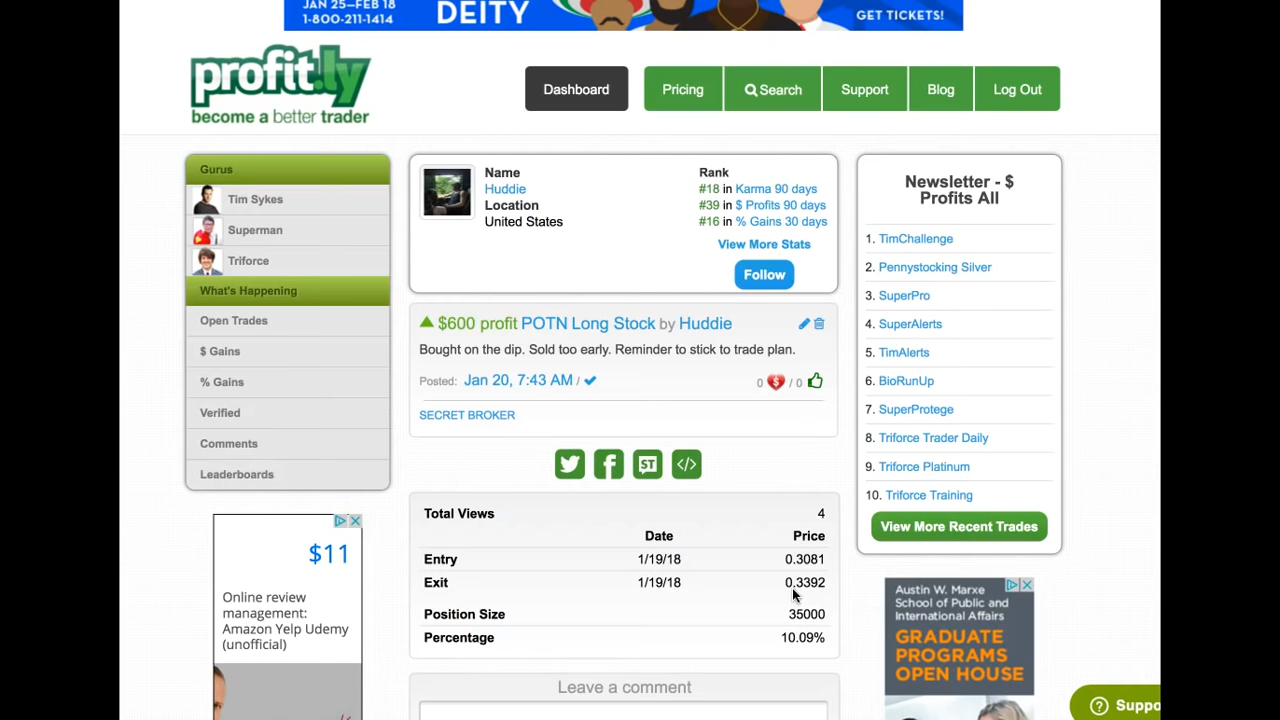 JAN 25–FEB 18
1-800-211-1414
DEITY
GET TICKETS!
profit.ly
become a better trader
Dashboard
Pricing
Search
Support
Blog
Log Out
Gurus
Tim Sykes
Superman
Triforce
What's Happening
Open Trades
$ Gains
% Gains
Verified
Comments
Leaderboards
$11
Online review
management:
Amazon Yelp Udemy
(unofficial)
Name
Huddie
Location
United States
Rank
#18 in Karma 90 days
#39 in $ Profits 90 days
#16 in % Gains 30 days
View More Stats
Follow
$600 profit POTN Long Stock by Huddie
Bought on the dip. Sold too early. Reminder to stick to trade plan.
Posted: Jan 20, 7:43 AM /
0 $ / 0
SECRET BROKER
ST
</>
Total Views 4
Date Price
Entry 1/19/18 0.3081
Exit 1/19/18 0.3392
Position Size 35000
Percentage 10.09%
Leave a comment
Newsletter - $
Profits All
1. TimChallenge
2. Pennystocking Silver
3. SuperPro
4. SuperAlerts
5. TimAlerts
6. BioRunUp
7. SuperProtege
8. Triforce Trader Daily
9. Triforce Platinum
10. Triforce Training
View More Recent Trades
Austin W. Marxe
School of Public and
International Affairs
GRADUATE
PROGRAMS
OPEN HOUSE
Suppo